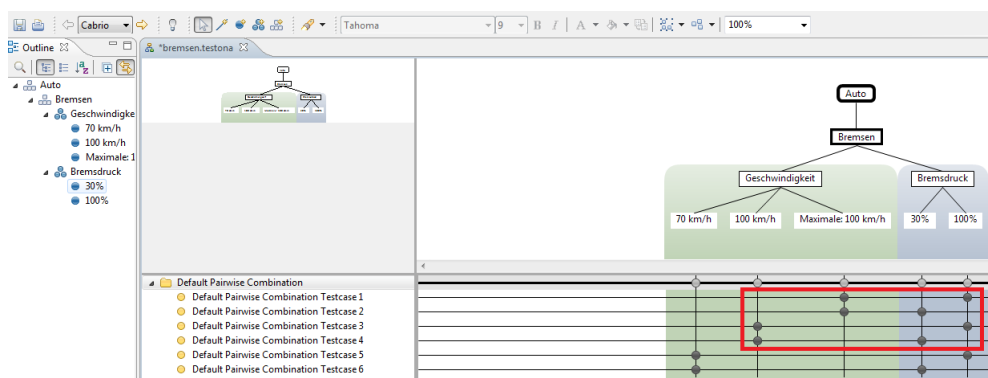 Cabrio
Tahoma
9
B I A
100%
Outline
*bremsen.testona
Auto
Bremsen
Geschwindigke
70 km/h
100 km/h
Maximale: 1
Bremsdruck
30%
100%
Auto
Bremsen
Geschwindigkeit Bremsdruck
70 km/h 100 km/h Maximale: 100 km/h 30% 100%
Default Pairwise Combination
Default Pairwise Combination Testcase 1
Default Pairwise Combination Testcase 2
Default Pairwise Combination Testcase 3
Default Pairwise Combination Testcase 4
Default Pairwise Combination Testcase 5
Default Pairwise Combination Testcase 6